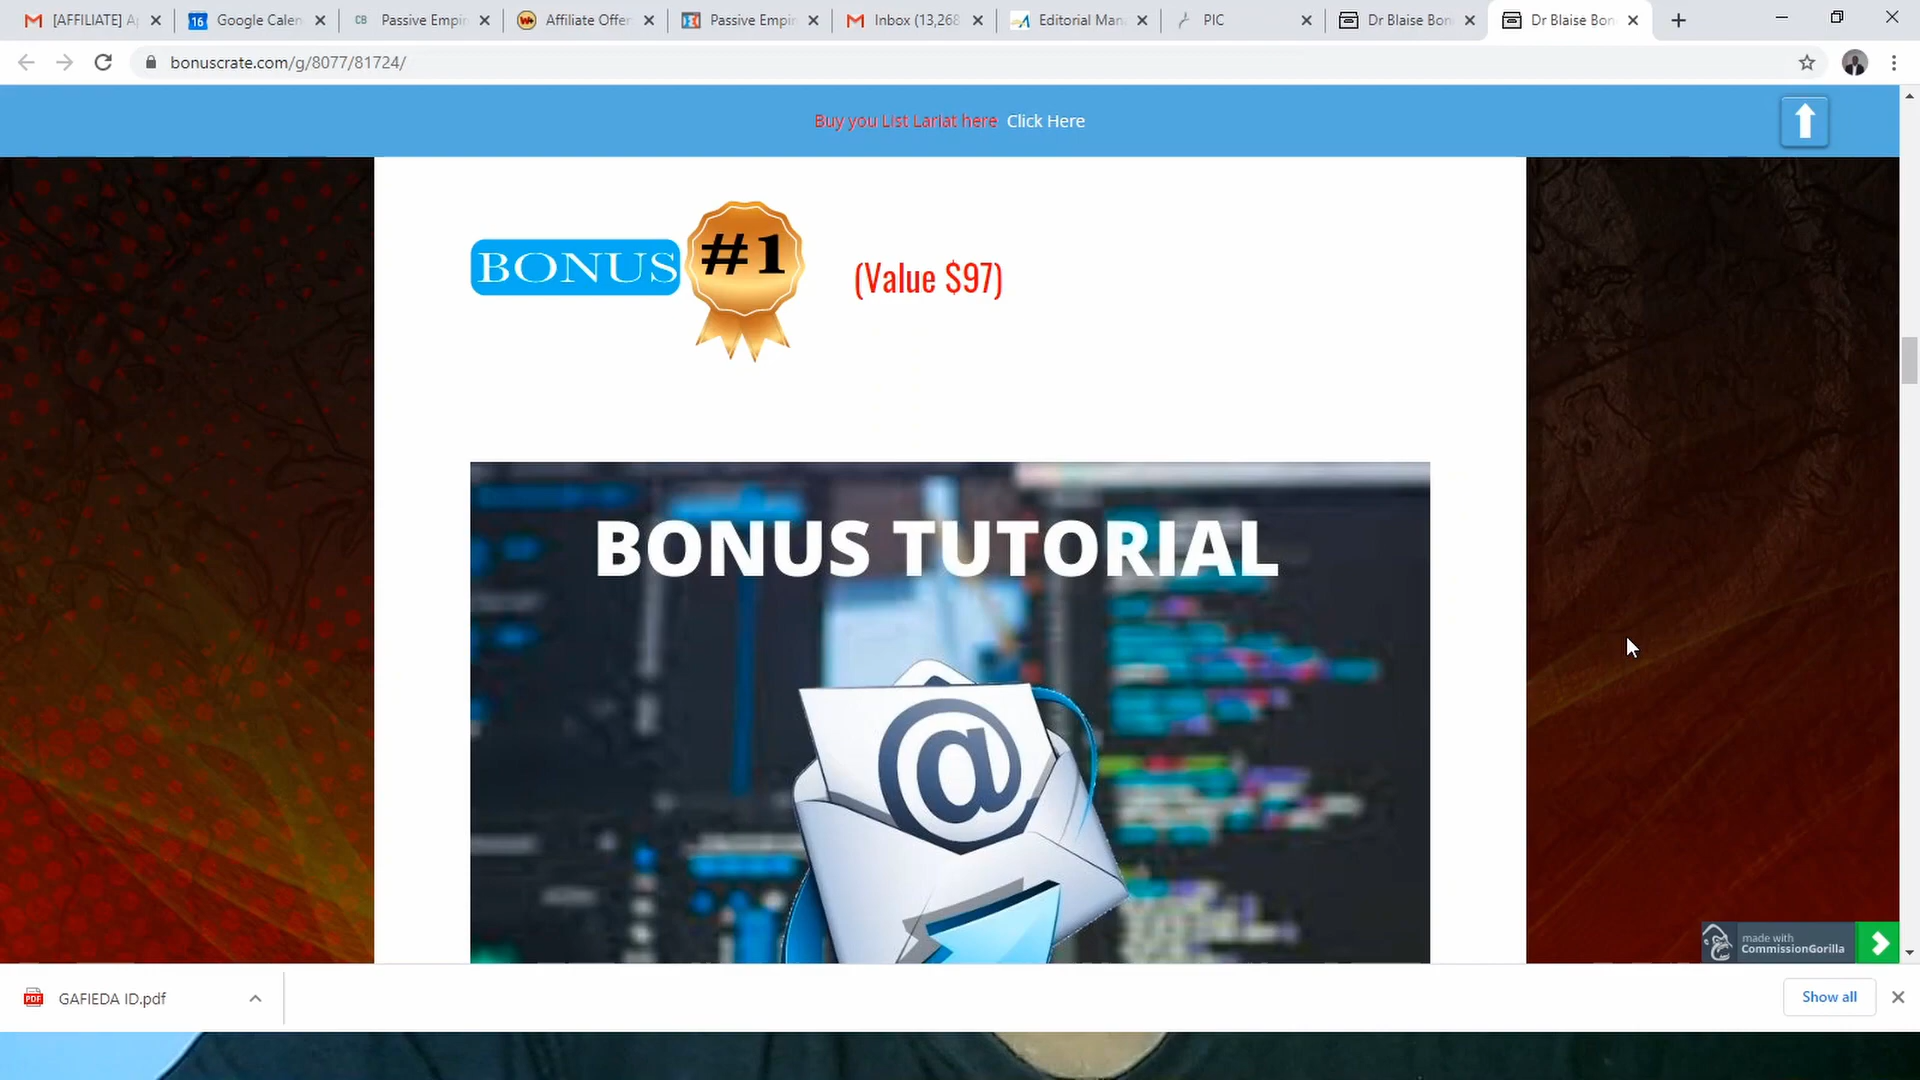 [AFFILIATE] A
Google Calen
Passive Empi
Affiliate Offer
Passive Empi
Inbox (13,268
Editorial Man
PIC
Dr Blaise Bon
Dr Blaise Bon
bonuscrate.com/g/8077/81724/
Buy you List Lariat here Click Here
BONUS #1 (Value $97)
BONUS TUTORIAL
@
made with
CommissionGorilla
GAFIEDA ID.pdf
Show all